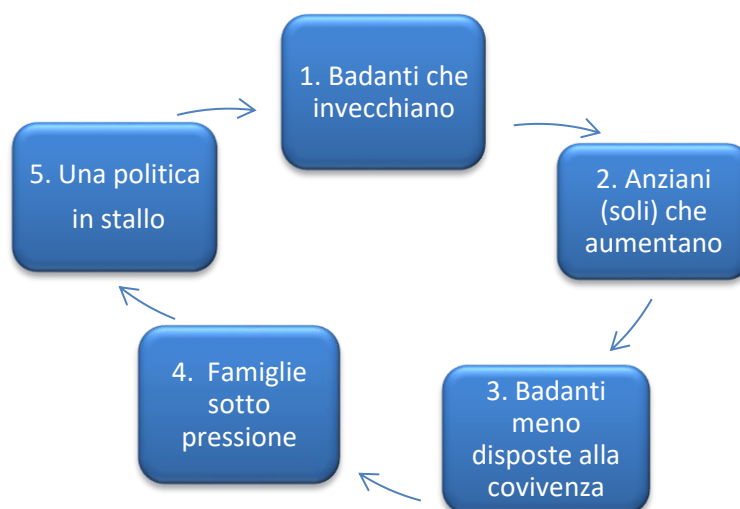 1. Badanti che
invecchiano
2. Anziani
(soli) che
aumentano
3. Badanti
meno
disposte alla
covivenza
4. Famiglie
sotto
pressione
5. Una politica
in stallo